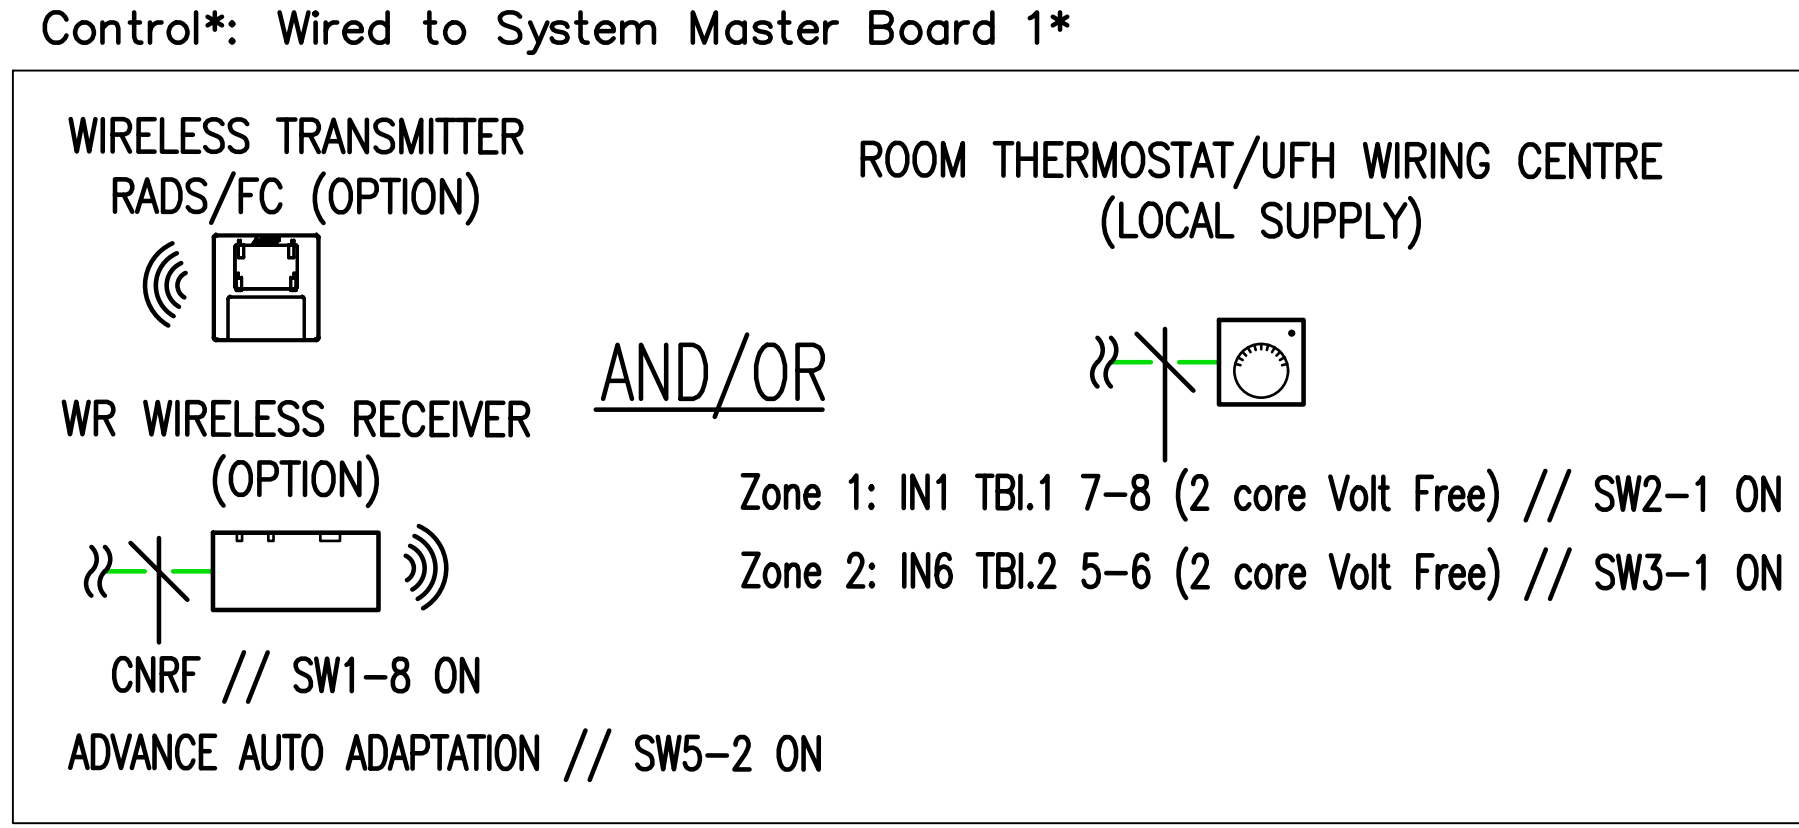 Control*: Wired to System Master Board 1*
WIRELESS TRANSMITTER
RADS/FC (OPTION)
WR WIRELESS RECEIVER
(OPTION)
CNRF // SW1-8 ON
ADVANCE AUTO ADAPTATION // SW5-2 ON
AND/OR
ROOM THERMOSTAT/UFH WIRING CENTRE
(LOCAL SUPPLY)
Zone 1: IN1 TBI.1 7-8 (2 core Volt Free) // SW2-1 ON
Zone 2: IN6 TBI.2 5-6 (2 core Volt Free) // SW3-1 ON